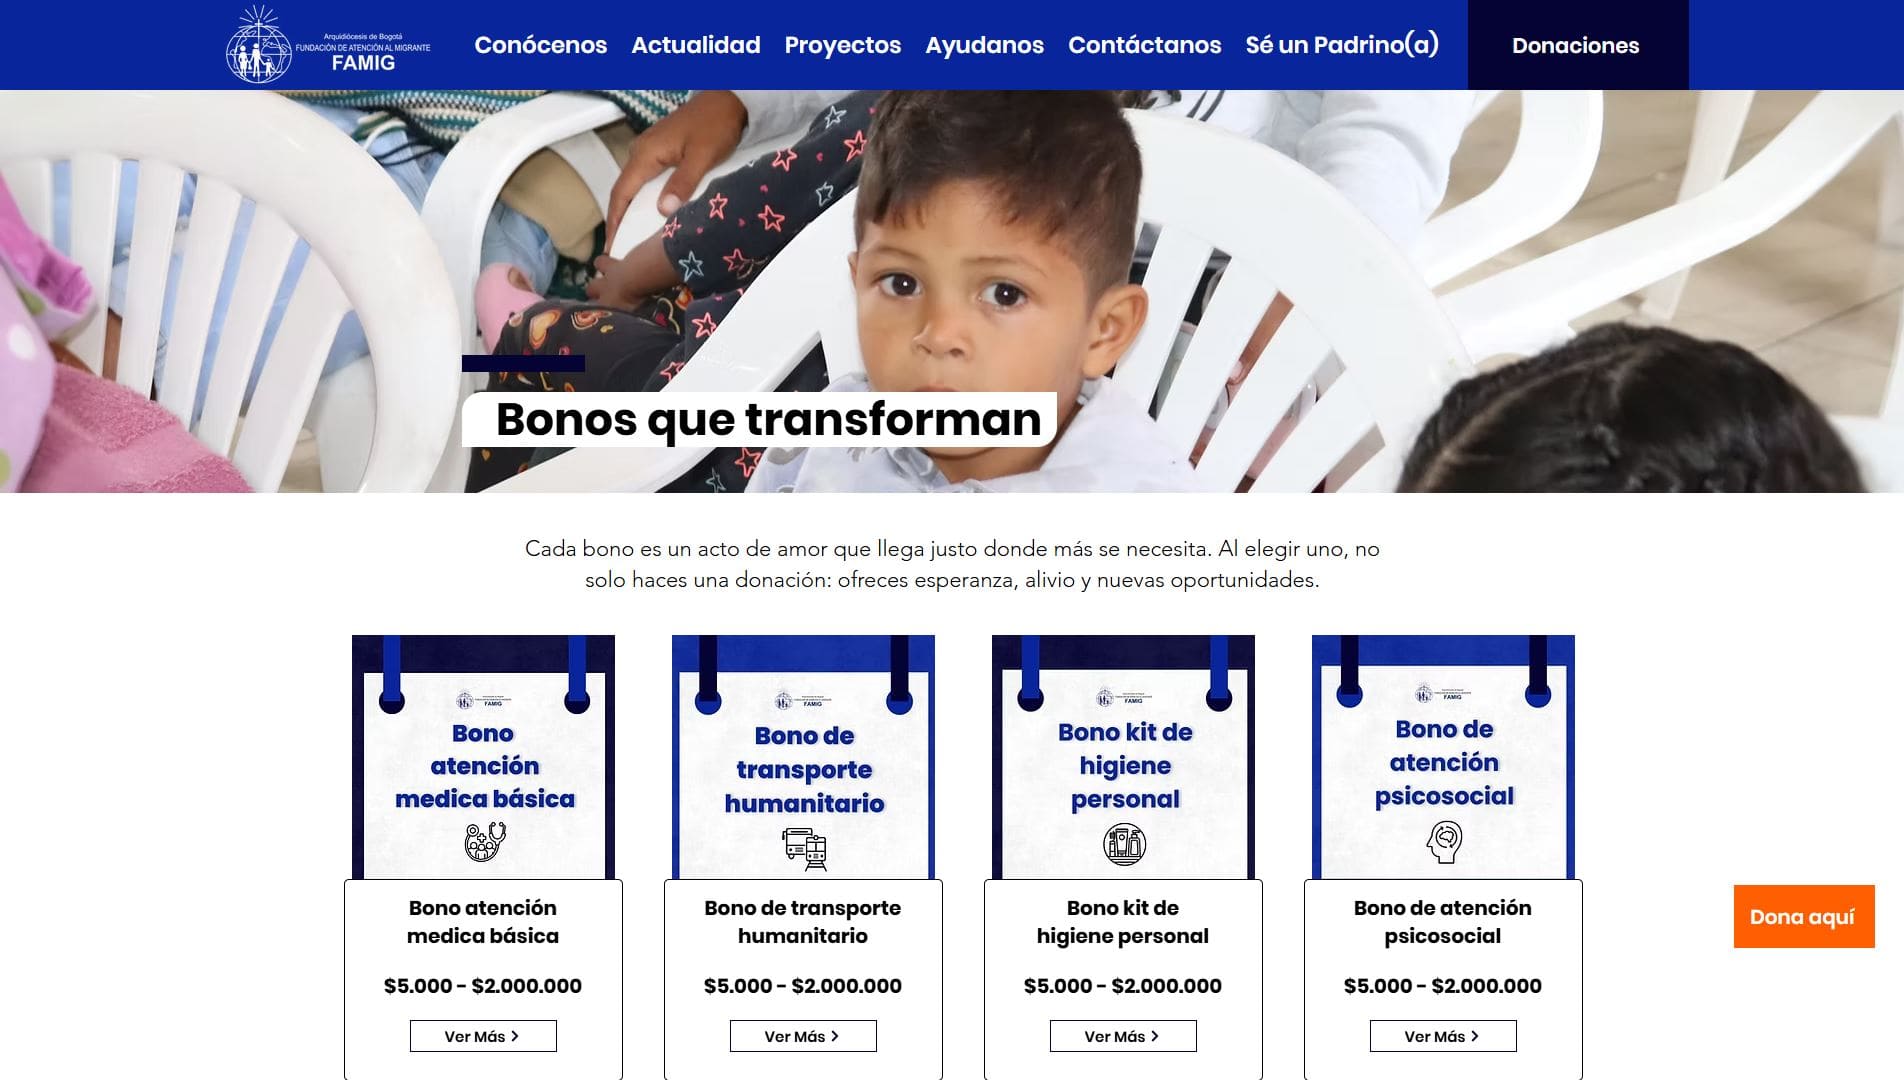 Arquidiócesis de Bogotá
FUNDACIÓN DE ATENCIÓN AL MIGRANTE
FAMIG
Conócenos
Actualidad
Proyectos
Ayudanos
Contáctanos
Sé un Padrino(a)
Donaciones
Bonos que transforman
Cada bono es un acto de amor que llega justo donde más se necesita. Al elegir uno, no
solo haces una donación: ofreces esperanza, alivio y nuevas oportunidades.
FAMIG
Bono
atención
medica básica
Bono atención
medica básica
$5.000 - $2.000.000
Ver Más
FAMIG
Bono de
transporte
humanitario
Bono de transporte
humanitario
$5.000 - $2.000.000
Ver Más
FAMIG
Bono kit de
higiene
personal
Bono kit de
higiene personal
$5.000 - $2.000.000
Ver Más
FAMIG
Bono de
atención
psicosocial
Bono de atención
psicosocial
$5.000 - $2.000.000
Ver Más
Dona aquí